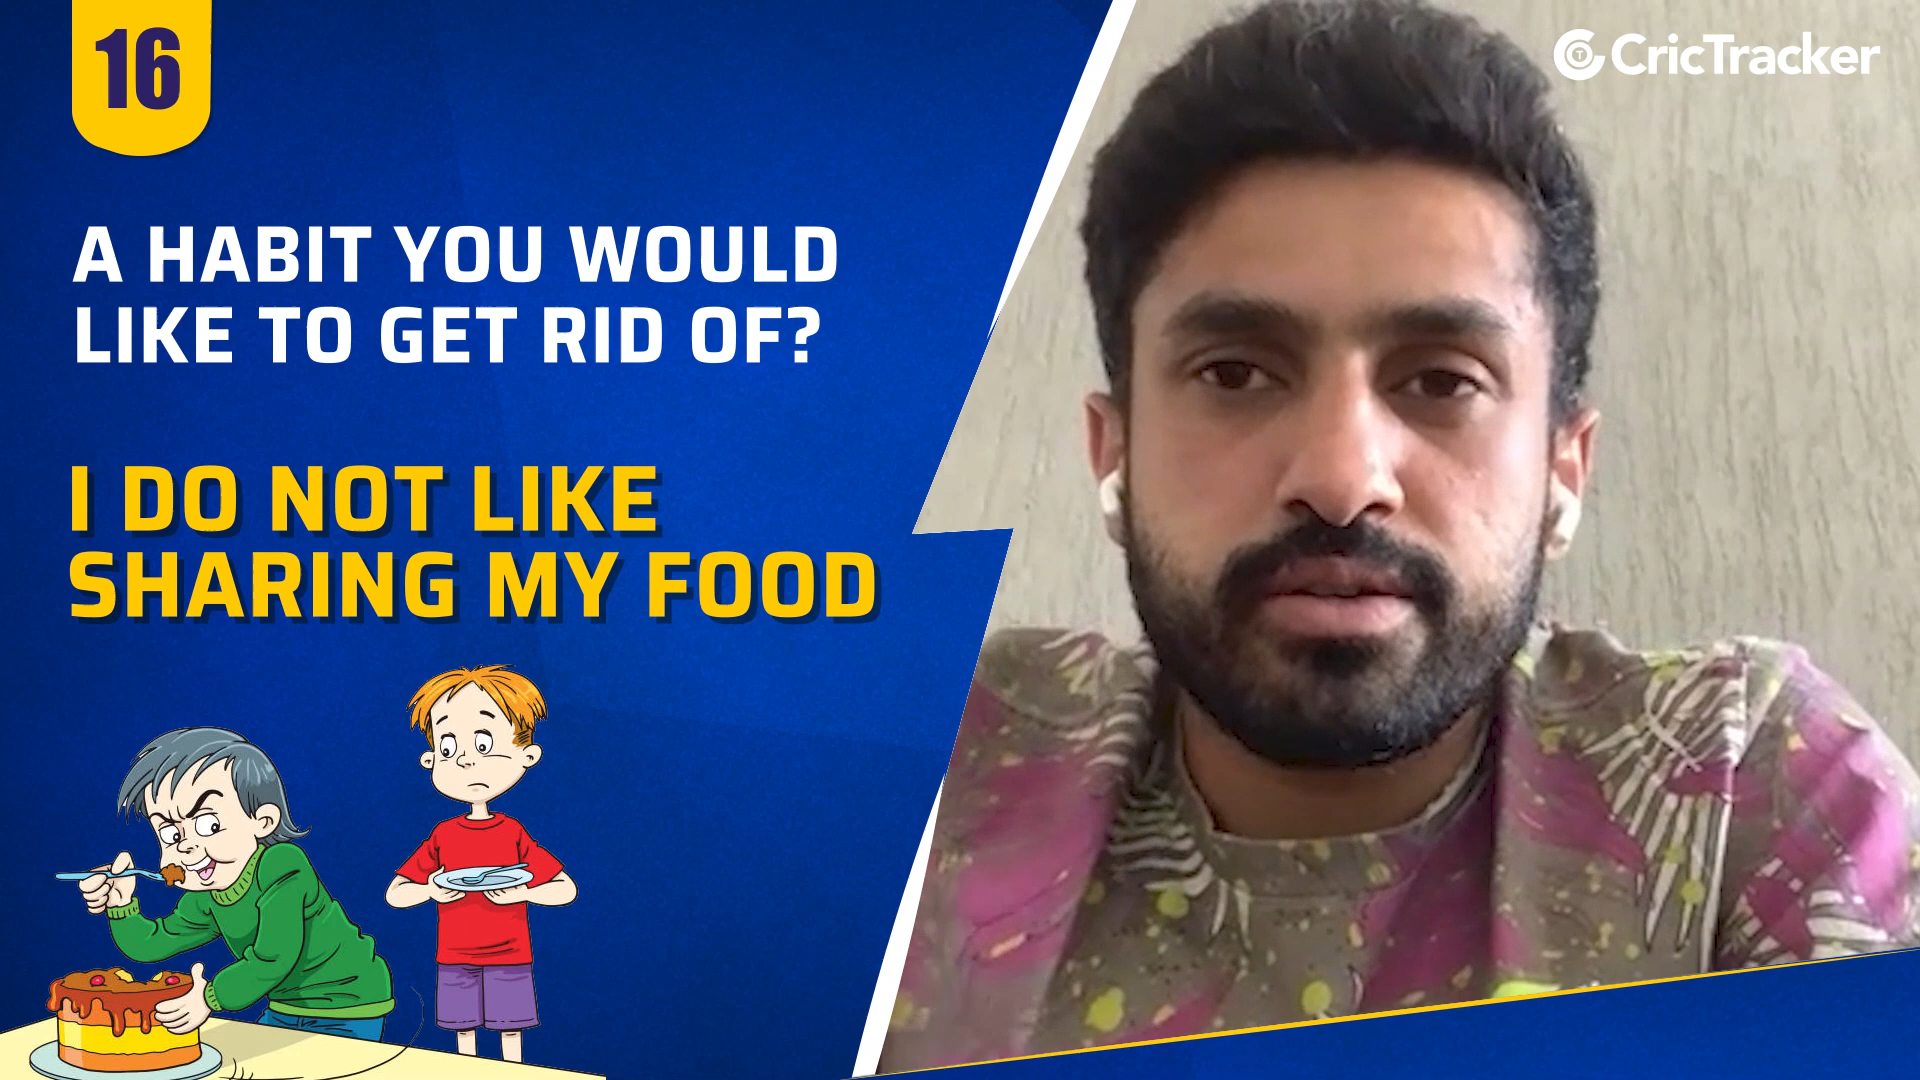 16
CricTracker
A HABIT YOU WOULD
LIKE TO GET RID OF?
I DO NOT LIKE
SHARING MY FOOD